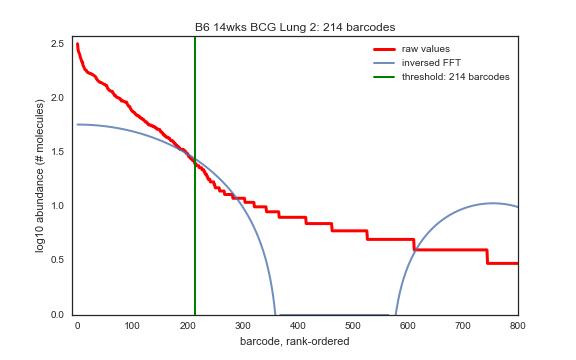 B6 14wks BCG Lung 2: 214 barcodes
raw values
inversed FFT
threshold: 214 barcodes
log10 abundance (# molecules)
2.5
2.0
1.5
1.0
0.5
0.0
0 100 200 300 400 500 600 700 800
barcode, rank-ordered